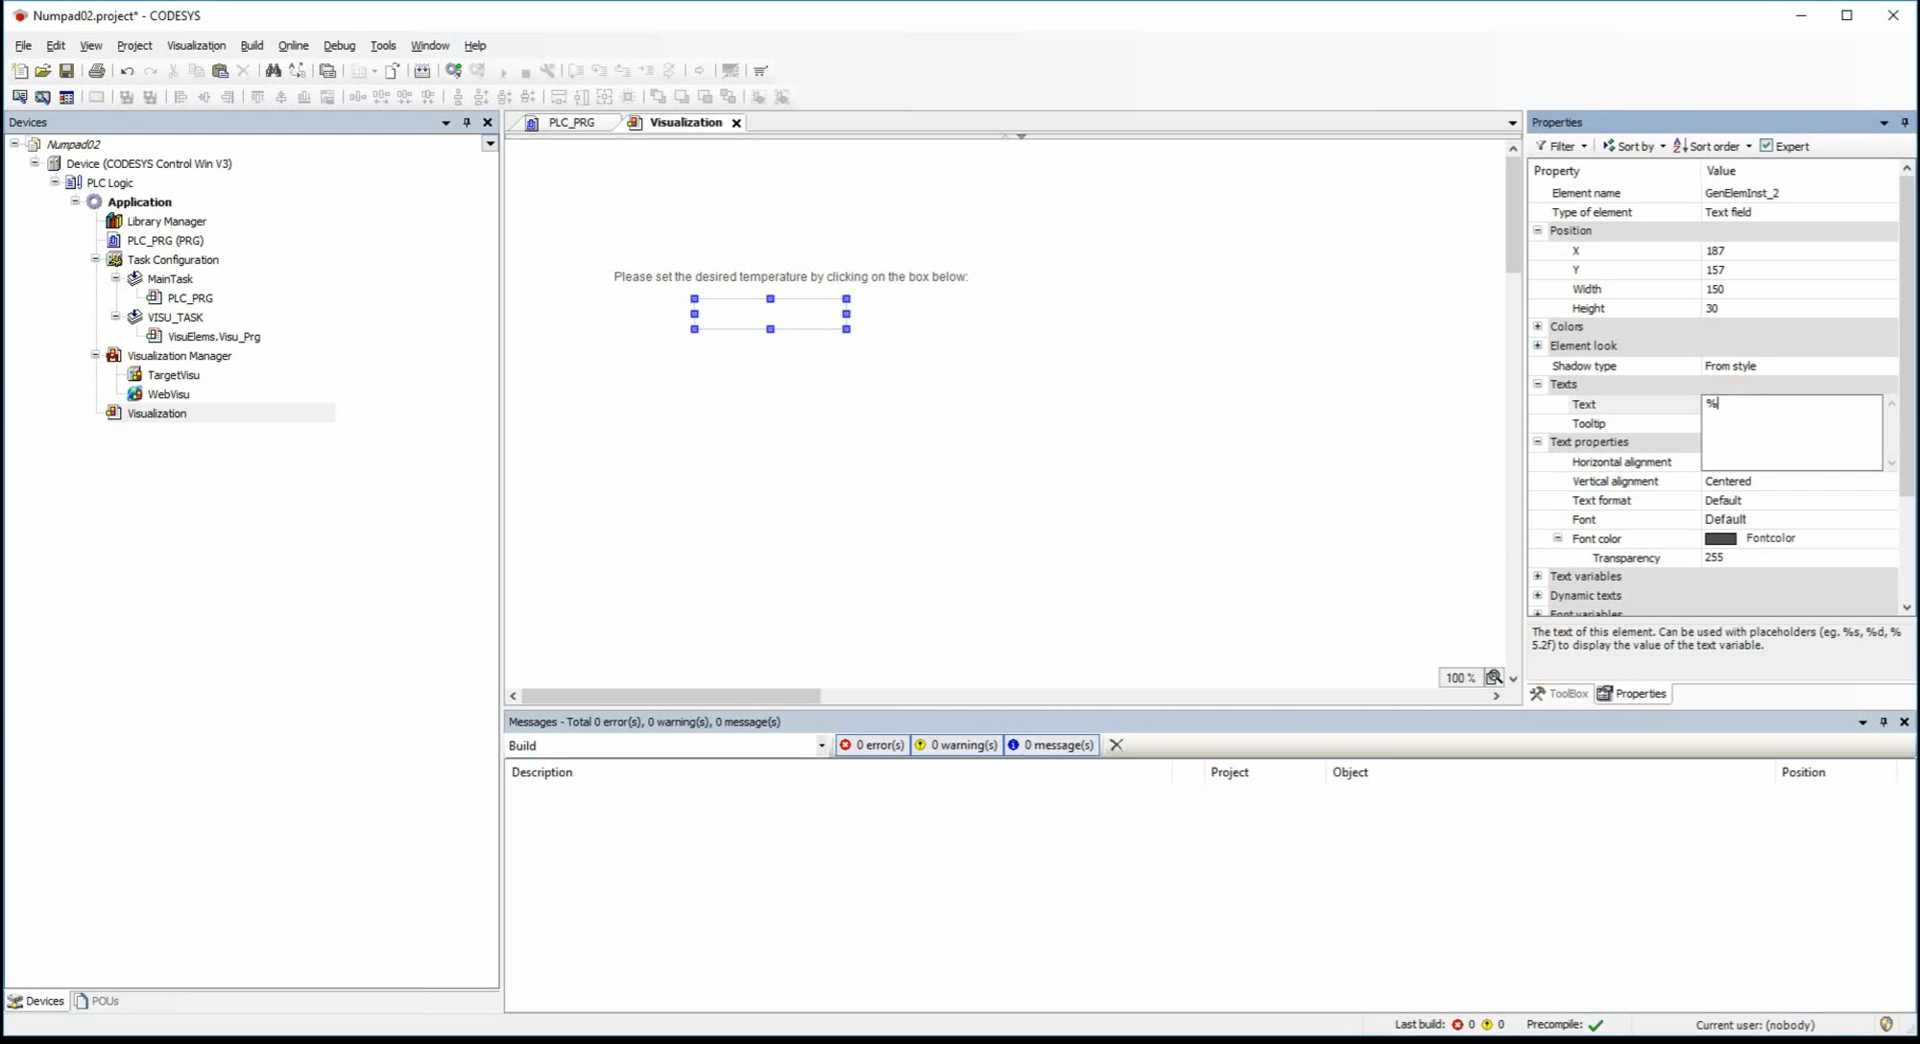 Numpad02.project* - CODESYS
File Edit View Project Visualization Build Online Debug Tools Window Help
Devices
Numpad02
Device (CODESYS Control Win V3)
PLC Logic
Application
Library Manager
PLC_PRG (PRG)
Task Configuration
MainTask
PLC_PRG
VISU_TASK
VisuElems.Visu_Prg
Visualization Manager
TargetVisu
WebVisu
Visualization
Devices POUs
PLC_PRG Visualization
Please set the desired temperature by clicking on the box below:
100 %
Properties
Filter Sort by Sort order Expert
Property Value
Element name GenElemInst_2
Type of element Text field
Position
X 187
Y 157
Width 150
Height 30
Colors
Element look
Shadow type From style
Texts
Text %
Tooltip
Text properties
Horizontal alignment
Vertical alignment Centered
Text format Default
Font Default
Font color Fontcolor
Transparency 255
Text variables
Dynamic texts
Font variables
The text of this element. Can be used with placeholders (eg. %s, %d, %
5.2f) to display the value of the text variable.
ToolBox Properties
Messages - Total 0 error(s), 0 warning(s), 0 message(s)
Build 0 error(s) 0 warning(s) 0 message(s)
Description Project Object Position
Last build: 0 0 Precompile: Current user: (nobody)